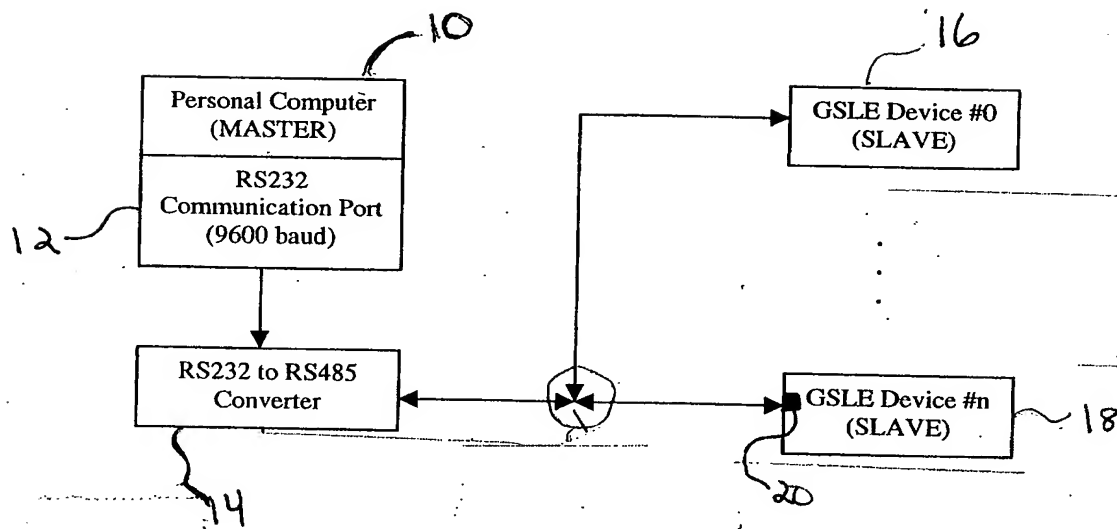 10
16
Personal Computer
(MASTER)
RS232
Communication Port
(9600 baud)
12
GSLE Device #0
(SLAVE)
RS232 to RS485
Converter
14
GSLE Device #n
(SLAVE)
18
20